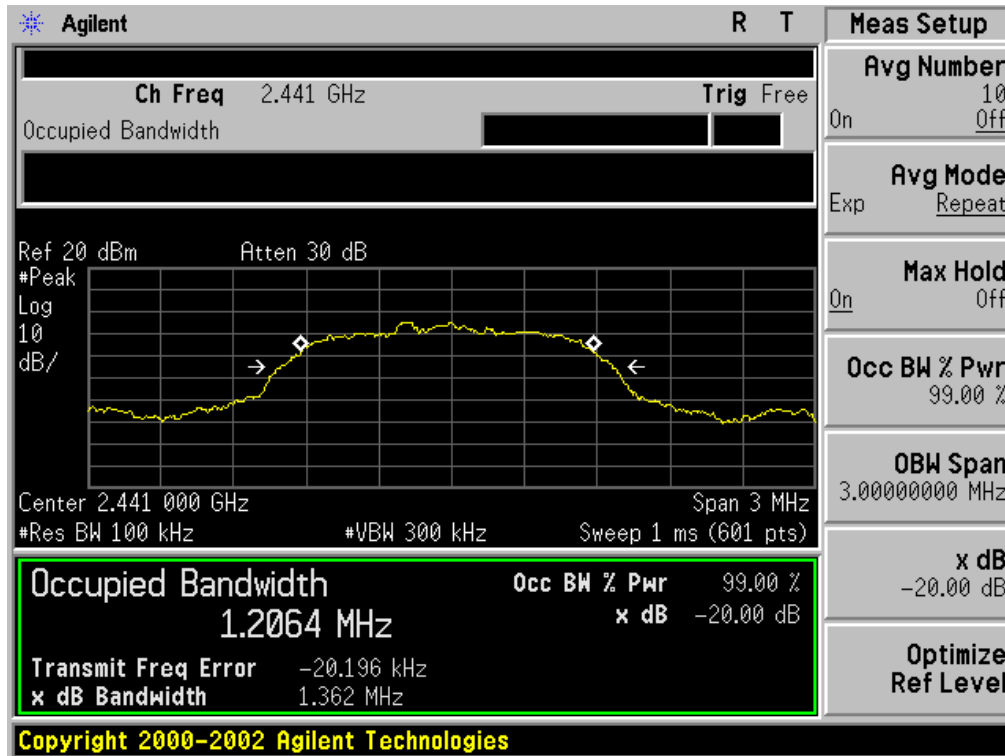 Agilent R T
Ch Freq 2.441 GHz Trig Free
Occupied Bandwidth
Ref 20 dBm Atten 30 dB
#Peak
Log
10
dB/
Center 2.441 000 GHz Span 3 MHz
#Res BW 100 kHz #VBW 300 kHz Sweep 1 ms (601 pts)
Occupied Bandwidth
1.2064 MHz
Occ BW % Pwr 99.00 %
x dB -20.00 dB
Transmit Freq Error -20.196 kHz
x dB Bandwidth 1.362 MHz
Copyright 2000-2002 Agilent Technologies
Meas Setup
Avg Number
10
On Off
Avg Mode
Exp Repeat
Max Hold
On Off
Occ BW % Pwr
99.00 %
OBW Span
3.00000000 MHz
x dB
-20.00 dB
Optimize
Ref Level